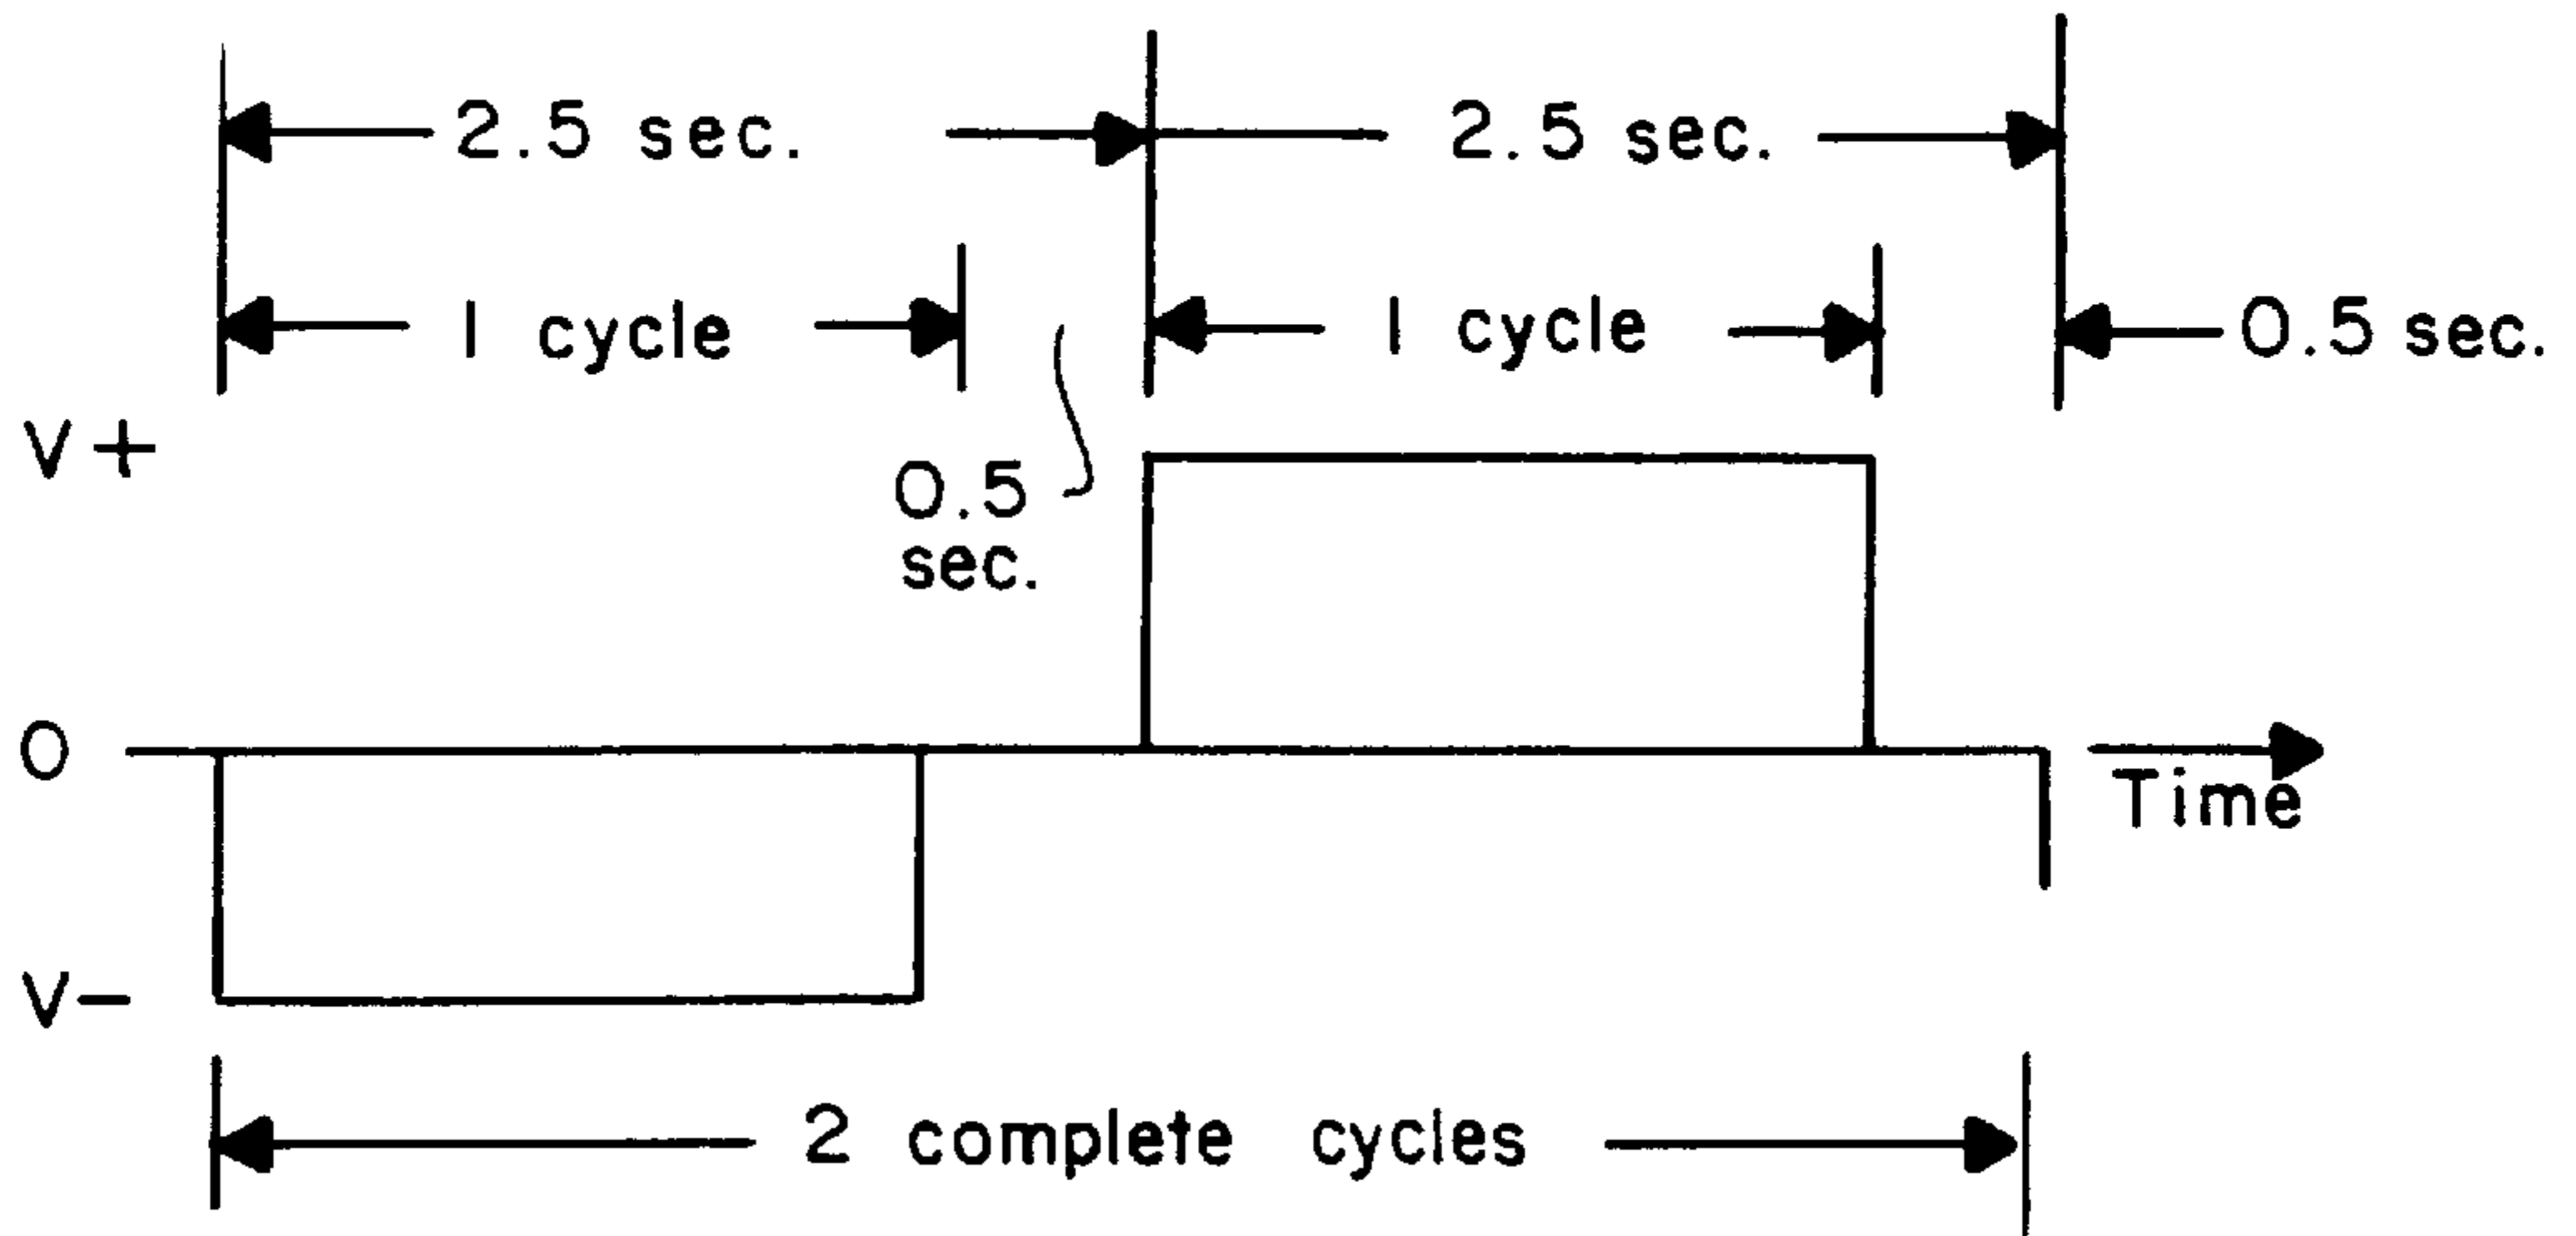 2.5 sec.
2.5 sec.
1 cycle
1 cycle
0.5 sec.
V+
0.5
sec.
0
Time
V-
2 complete cycles